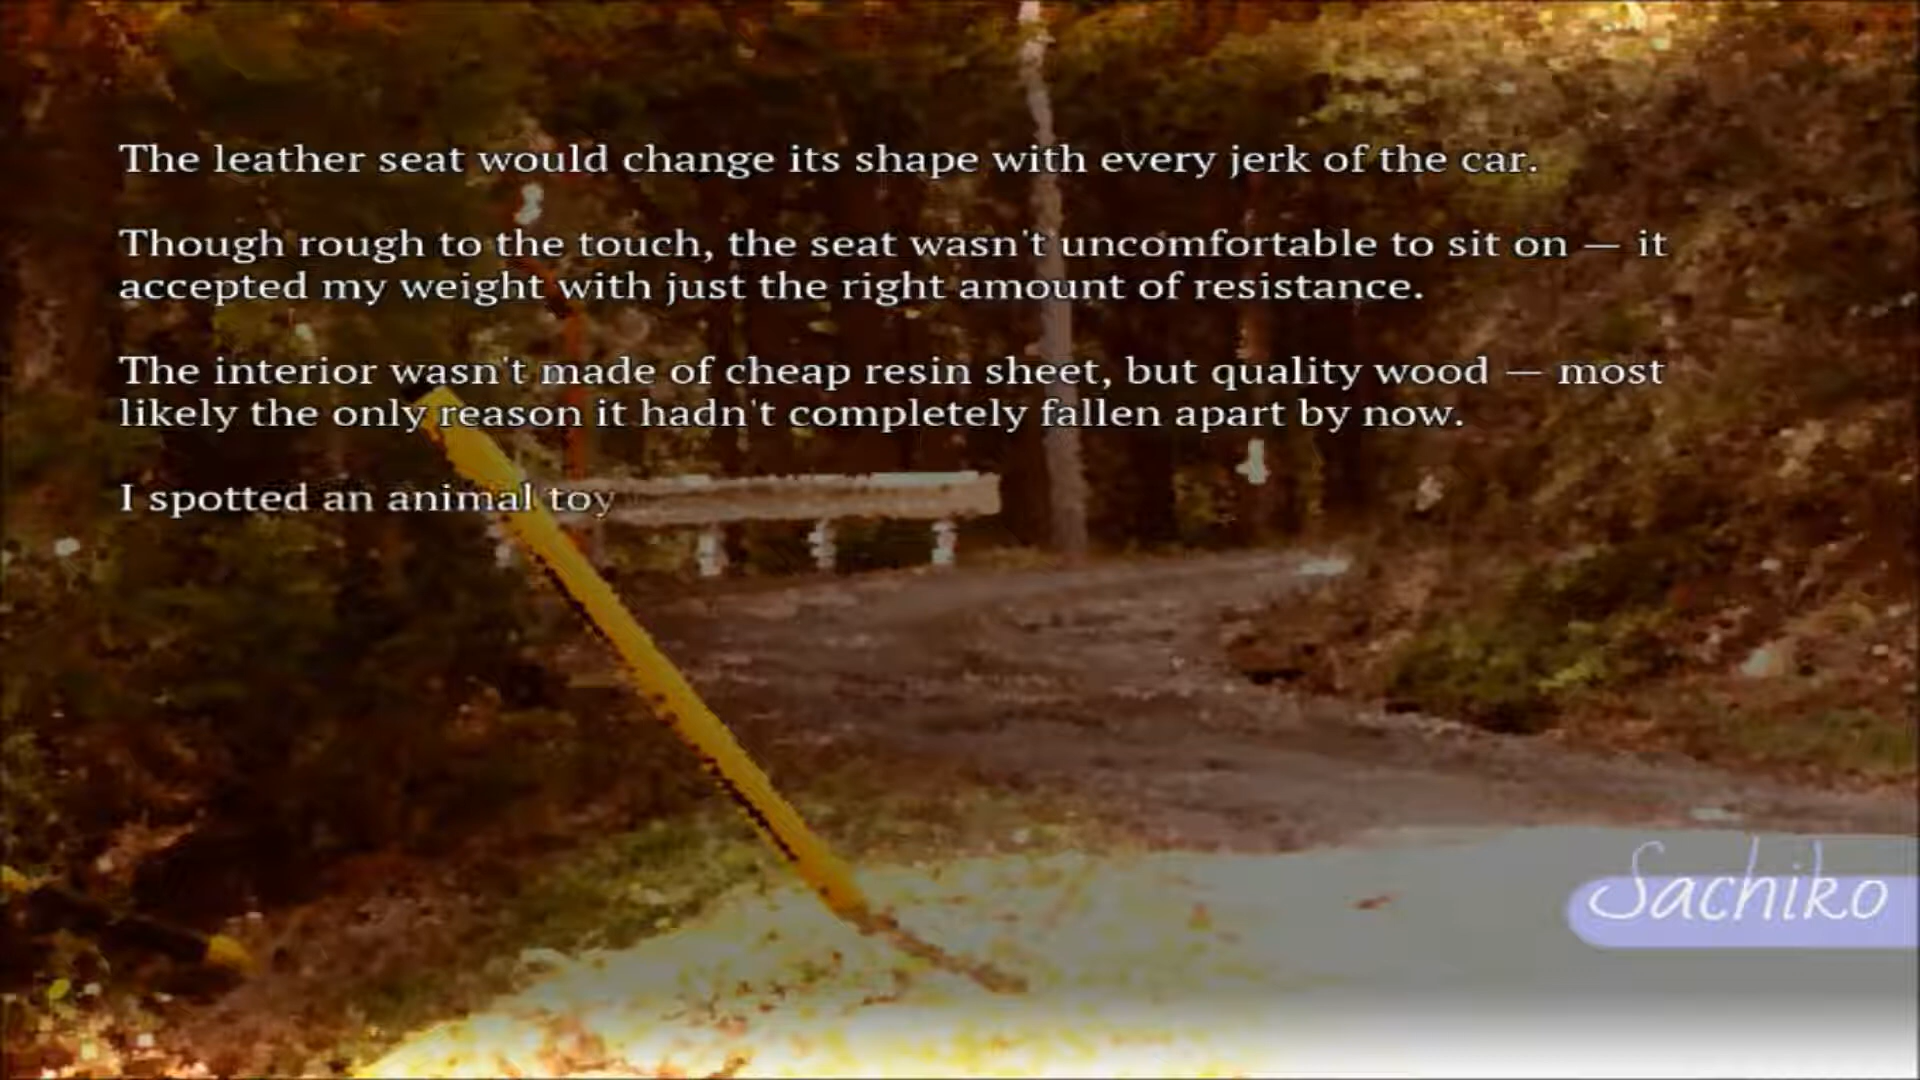 The leather seat would change its shape with every jerk of the car.
Though rough to the touch, the seat wasn't uncomfortable to sit on — it
accepted my weight with just the right amount of resistance.
The interior wasn't made of cheap resin sheet, but quality wood — most
likely the only reason it hadn't completely fallen apart by now.
I spotted an animal toy
Sachiko